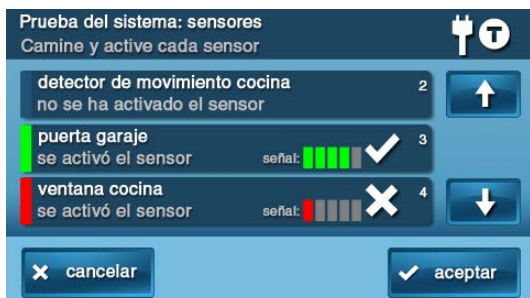 Prueba del sistema: sensores
Camine y active cada sensor
T
detector de movimiento cocina 2
no se ha activado el sensor
puerta garaje 3
se activó el sensor señal:
ventana cocina 4
se activó el sensor señal:
cancelar aceptar